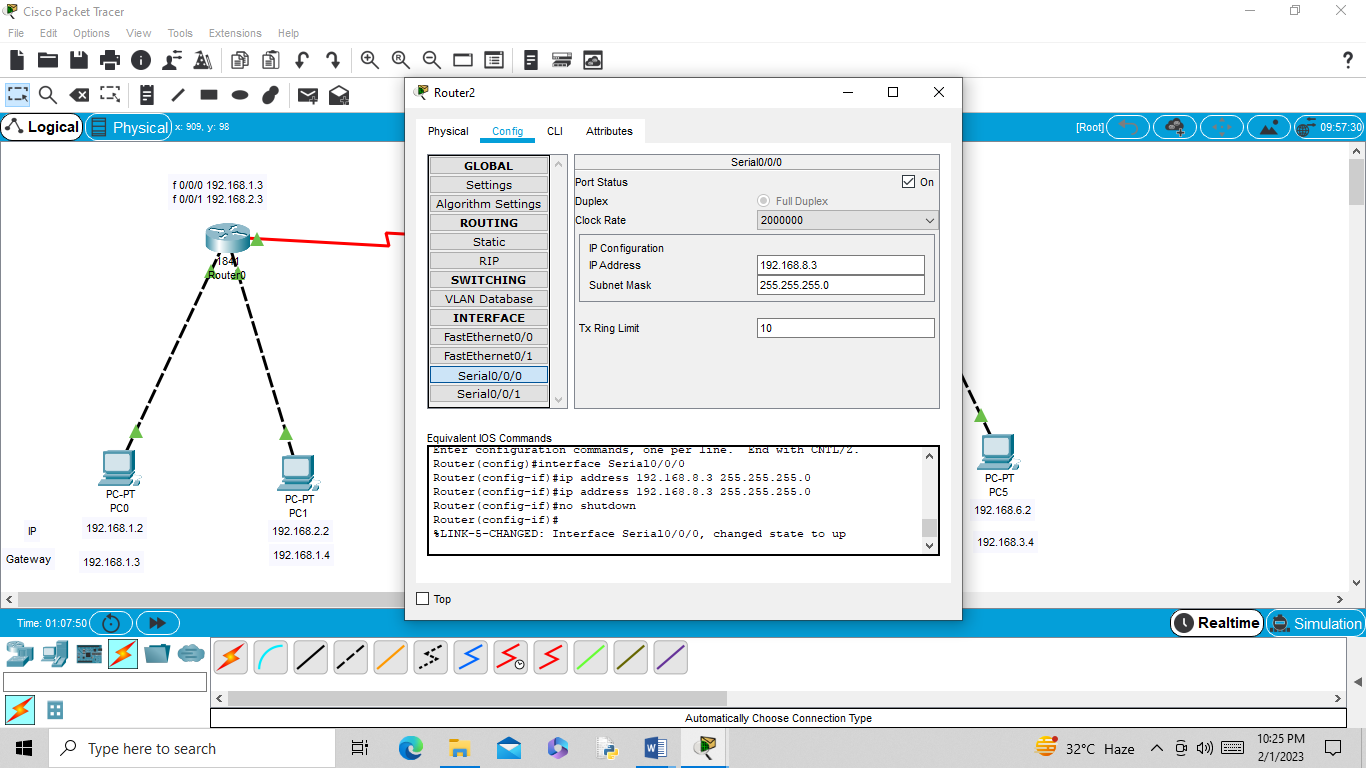 Cisco Packet Tracer
File Edit Options View Tools Extensions Help
Logical
Physical
x: 909, y: 98
[Root]
09:57:30
f 0/0/0 192.168.1.3
f 0/0/1 192.168.2.3
1841
Router0
PC-PT
PC0
PC-PT
PC1
IP
192.168.1.2
192.168.2.2
Gateway
192.168.1.3
192.168.1.4
Router2
Physical Config CLI Attributes
GLOBAL
Settings
Algorithm Settings
ROUTING
Static
RIP
SWITCHING
VLAN Database
INTERFACE
FastEthernet0/0
FastEthernet0/1
Serial0/0/0
Serial0/0/1
Serial0/0/0
Port Status
On
Duplex
Full Duplex
Clock Rate
2000000
IP Configuration
IP Address
192.168.8.3
Subnet Mask
255.255.255.0
Tx Ring Limit
10
Equivalent IOS Commands
Enter configuration commands, one per line. End with CNTL/Z.
Router(config)#interface Serial0/0/0
Router(config-if)#ip address 192.168.8.3 255.255.255.0
Router(config-if)#ip address 192.168.8.3 255.255.255.0
Router(config-if)#no shutdown
Router(config-if)#
%LINK-5-CHANGED: Interface Serial0/0/0, changed state to up
Top
PC-PT
PC5
192.168.6.2
192.168.3.4
Time: 01:07:50
Realtime
Simulation
Automatically Choose Connection Type
Type here to search
32°C Haze
10:25 PM
2/1/2023